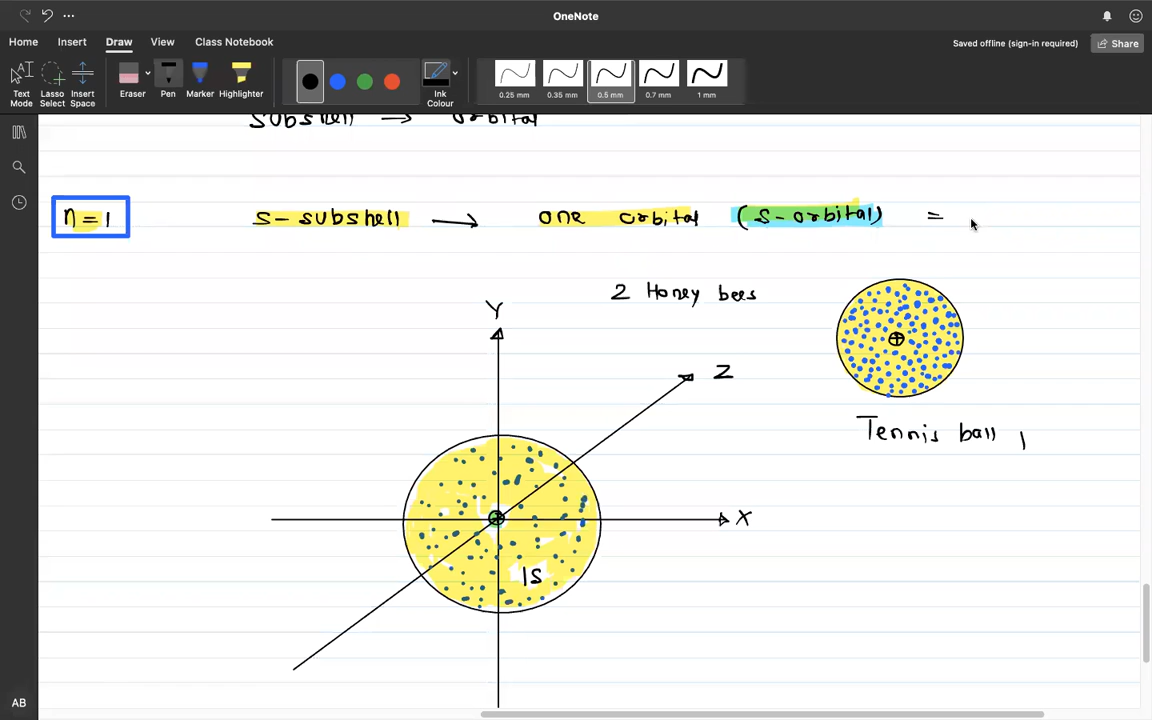 OneNote
Home Insert Draw View Class Notebook
Saved offline (sign-in required) Share
Text Mode
Lasso Select
Insert Space
Eraser
Pen
Marker
Highlighter
Ink Colour
0.25 mm
0.35 mm
0.5 mm
0.7 mm
1 mm
subshell → orbital
n = 1 s - subshell → one orbital (s - orbital) =
2 Honey bees
Y
Z
Tennis ball
X
1s
AB